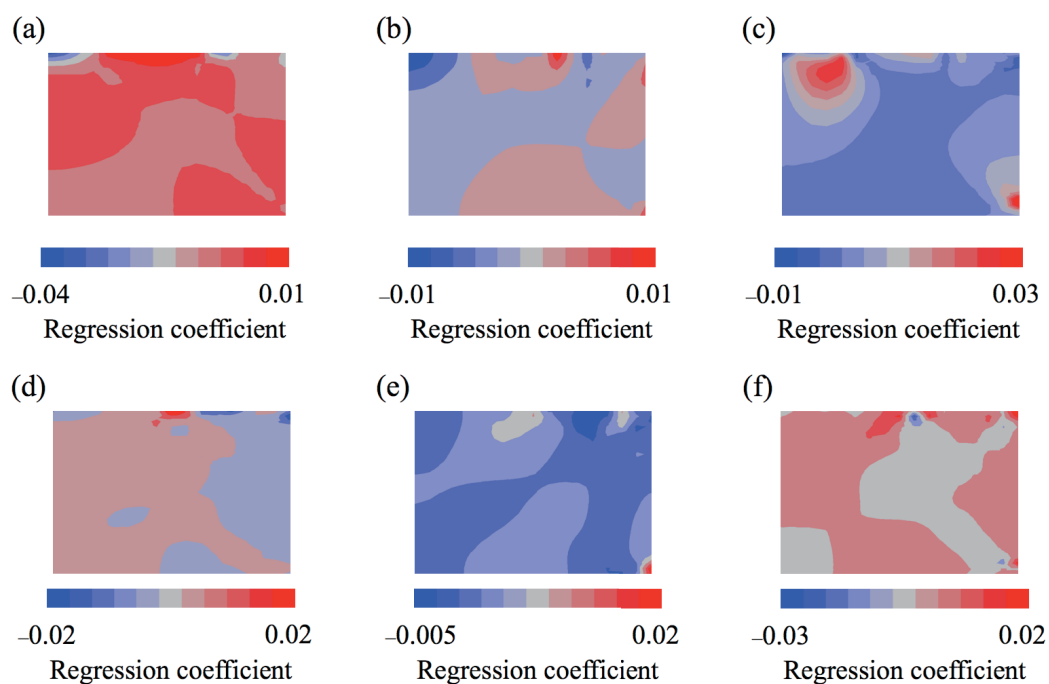 (a)
(b)
(c)
−0.04 0.01
−0.01 0.01
−0.01 0.03
Regression coefficient
Regression coefficient
Regression coefficient
(d)
(e)
(f)
−0.02 0.02
−0.005 0.02
−0.03 0.02
Regression coefficient
Regression coefficient
Regression coefficient